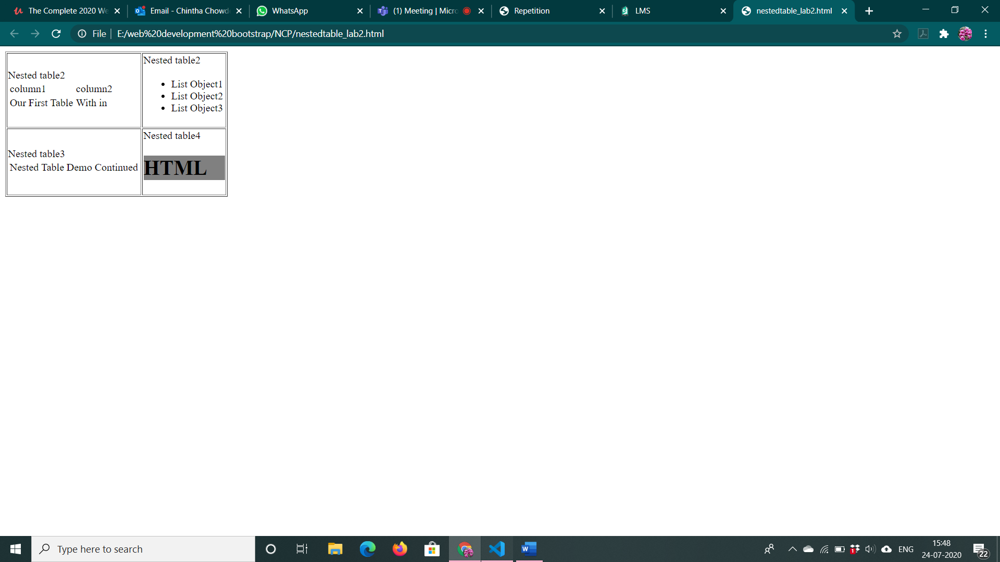 The Complete 2020 We
Email - Chintha Chowd
WhatsApp
(1) Meeting | Micro
Repetition
LMS
nestedtable_lab2.html
File
E:/web%20development%20bootstrap/NCP/nestedtable_lab2.html
Nested table2
column1 column2
Our First Table With in
Nested table2
• List Object1
• List Object2
• List Object3
Nested table3
Nested Table Demo Continued
Nested table4
HTML
Type here to search
1
ENG
15:48
24-07-2020
22